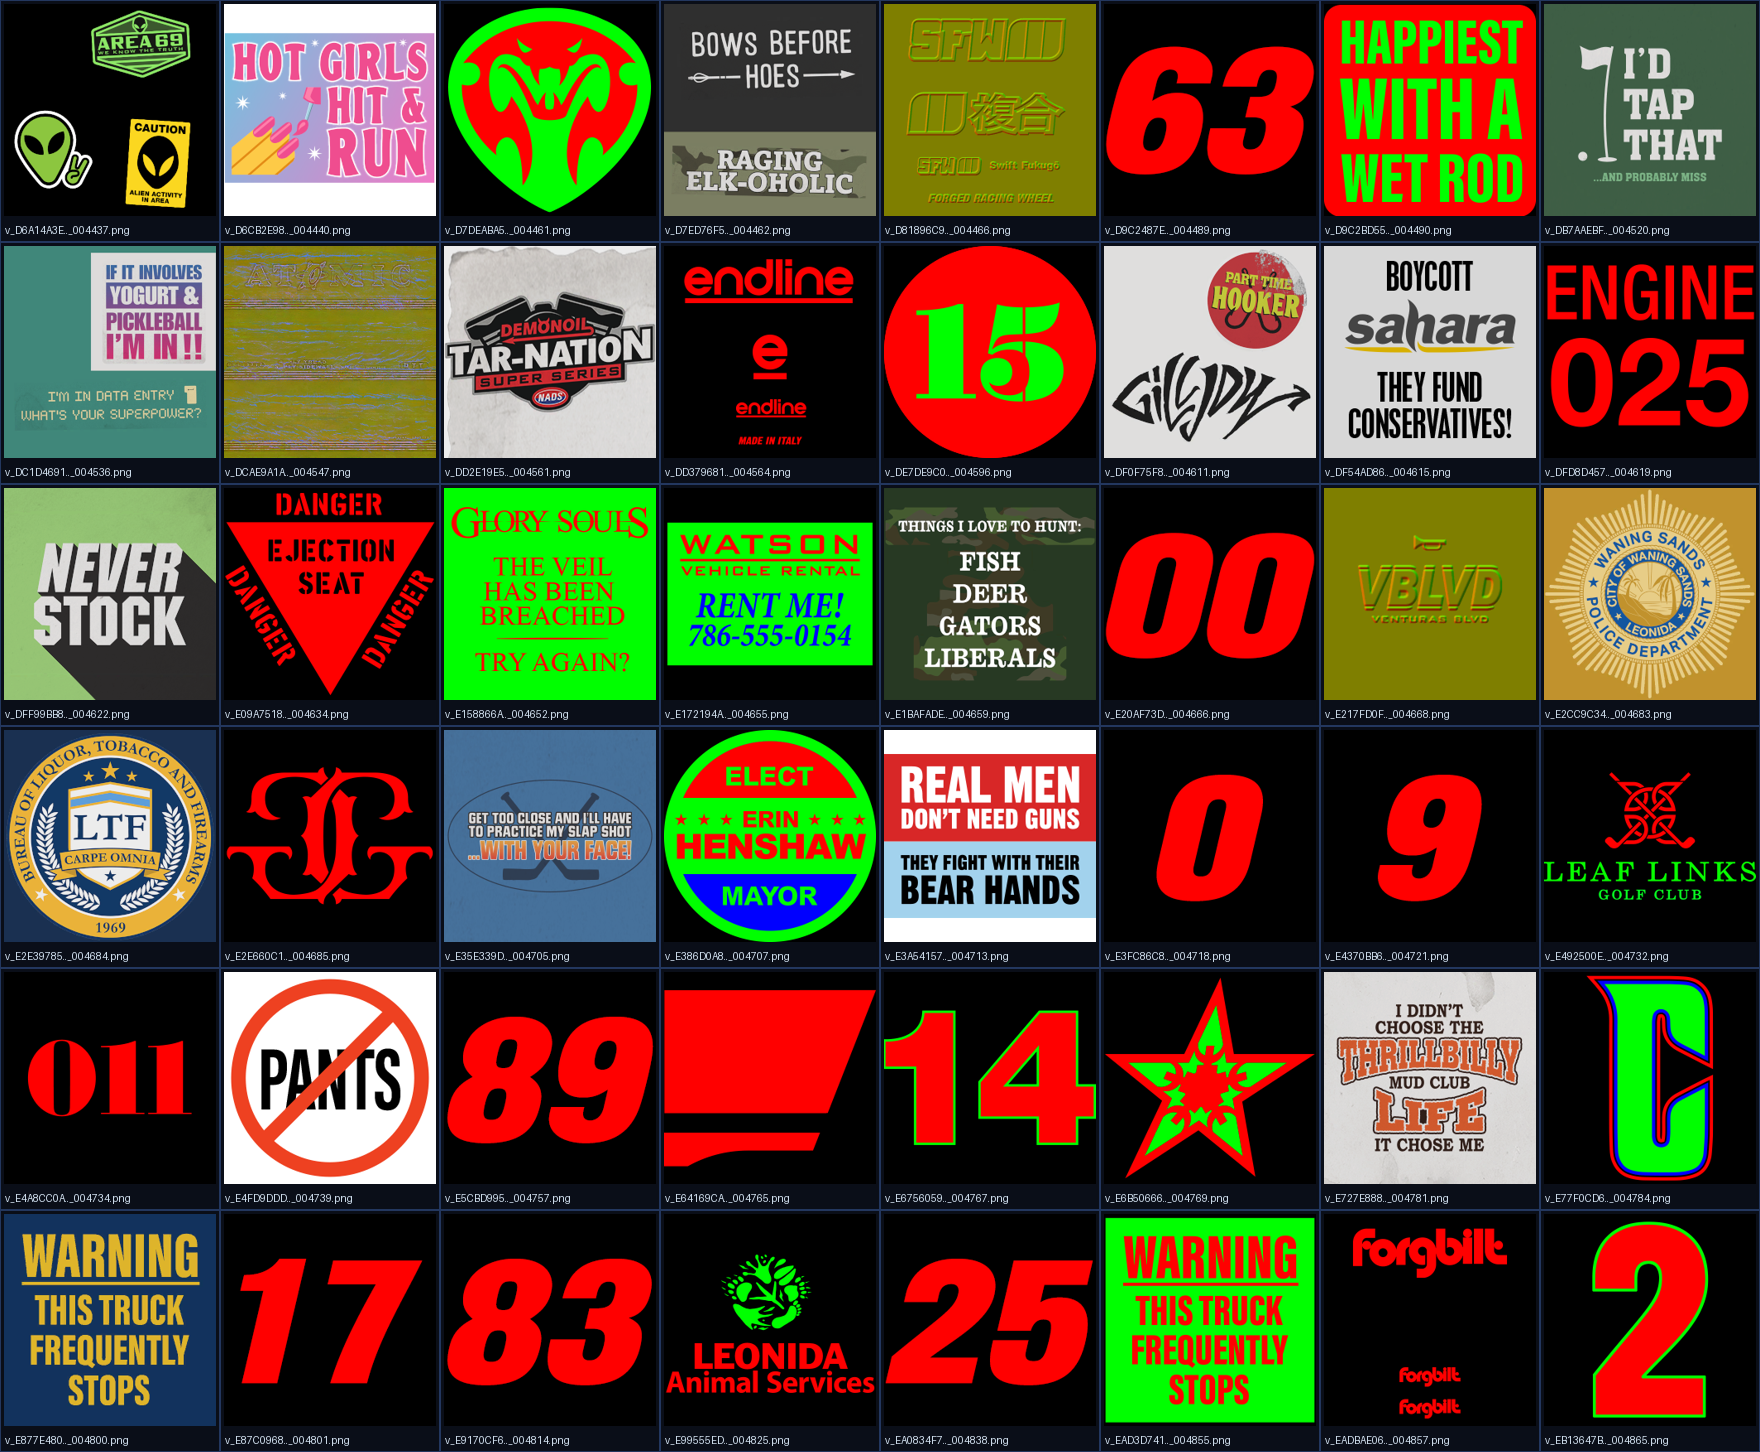 AREA 69
WE KNOW THE TRUTH
CAUTION
ALIEN ACTIVITY
IN AREA
v_D6A14A3E.._004437.png
HOT GIRLS
HIT &
RUN
v_D6CB2E98.._004440.png
v_D7DEABA5.._004461.png
BOWS BEFORE
HOES
RAGING
ELK-OHOLIC
v_D7ED76F5.._004462.png
SFW
複合
SFW Swift Fukugō
FORGED RACING WHEEL
v_D81896C9.._004466.png
63
v_D9C2487E.._004489.png
HAPPIEST
WITH A
WET ROD
v_D9C2BD55.._004490.png
I'D
TAP
THAT
...AND PROBABLY MISS
v_DB7AAEBF.._004520.png
IF IT INVOLVES
YOGURT &
PICKLEBALL
I'M IN !!
I'M IN DATA ENTRY
WHAT'S YOUR SUPERPOWER?
v_DC1D4691.._004536.png
ATOMIC
v_DCAE9A1A.._004547.png
DEMONOIL
TAR-NATION
SUPER SERIES
NADS
v_DD2E19E5.._004561.png
endline
e
endline
MADE IN ITALY
v_DD379681.._004564.png
15
v_DE7DE9C0.._004596.png
PART TIME
HOOKER
GILLJOY
v_DF0F75F8.._004611.png
BOYCOTT
sahara
THEY FUND
CONSERVATIVES!
v_DF54AD86.._004615.png
ENGINE
025
v_DFD8D457.._004619.png
NEVER
STOCK
v_DFF99BB8.._004622.png
DANGER
EJECTION
SEAT
DANGER
DANGER
v_E09A7518.._004634.png
GLORY SOULS
THE VEIL
HAS BEEN
BREACHED
TRY AGAIN?
v_E158866A.._004652.png
WATSON
VEHICLE RENTAL
RENT ME!
786-555-0154
v_E172194A.._004655.png
THINGS I LOVE TO HUNT:
FISH
DEER
GATORS
LIBERALS
v_E1BAFADE.._004659.png
00
v_E20AF73D.._004666.png
VBLVD
VENTURAS BLVD
v_E217FD0F.._004668.png
WANING SANDS
CITY OF WANING SANDS
LEONIDA
POLICE DEPARTMENT
v_E2CC9C34.._004683.png
BUREAU OF LIQUOR, TOBACCO AND FIREARMS
LTF
CARPE OMNIA
1969
v_E2E39785.._004684.png
v_E2E660C1.._004685.png
GET TOO CLOSE AND I'LL HAVE
TO PRACTICE MY SLAP SHOT
...WITH YOUR FACE!
v_E35E339D.._004705.png
ELECT
ERIN
HENSHAW
MAYOR
v_E386D0A8.._004707.png
REAL MEN
DON'T NEED GUNS
THEY FIGHT WITH THEIR
BEAR HANDS
v_E3A54157.._004713.png
0
v_E3FC86C8.._004718.png
9
v_E4370BB6.._004721.png
LEAF LINKS
GOLF CLUB
v_E492500E.._004732.png
011
v_E4A8CC0A.._004734.png
PANTS
v_E4FD9DDD.._004739.png
89
v_E5CBD995.._004757.png
v_E64169CA.._004765.png
14
v_E6756059.._004767.png
v_E6B50666.._004769.png
I DIDN'T
CHOOSE THE
THRILLBILLY
MUD CLUB
LIFE
IT CHOSE ME
v_E727E888.._004781.png
C
v_E77F0CD6.._004784.png
WARNING
THIS TRUCK
FREQUENTLY
STOPS
v_E877E480.._004800.png
17
v_E87C0968.._004801.png
83
v_E9170CF6.._004814.png
LEONIDA
Animal Services
v_E99555ED.._004825.png
25
v_EA0834F7.._004838.png
WARNING
THIS TRUCK
FREQUENTLY
STOPS
v_EAD3D741.._004855.png
Forgbilt
Forgbilt
Forgbilt
v_EADBAE06.._004857.png
2
v_EB13647B.._004865.png